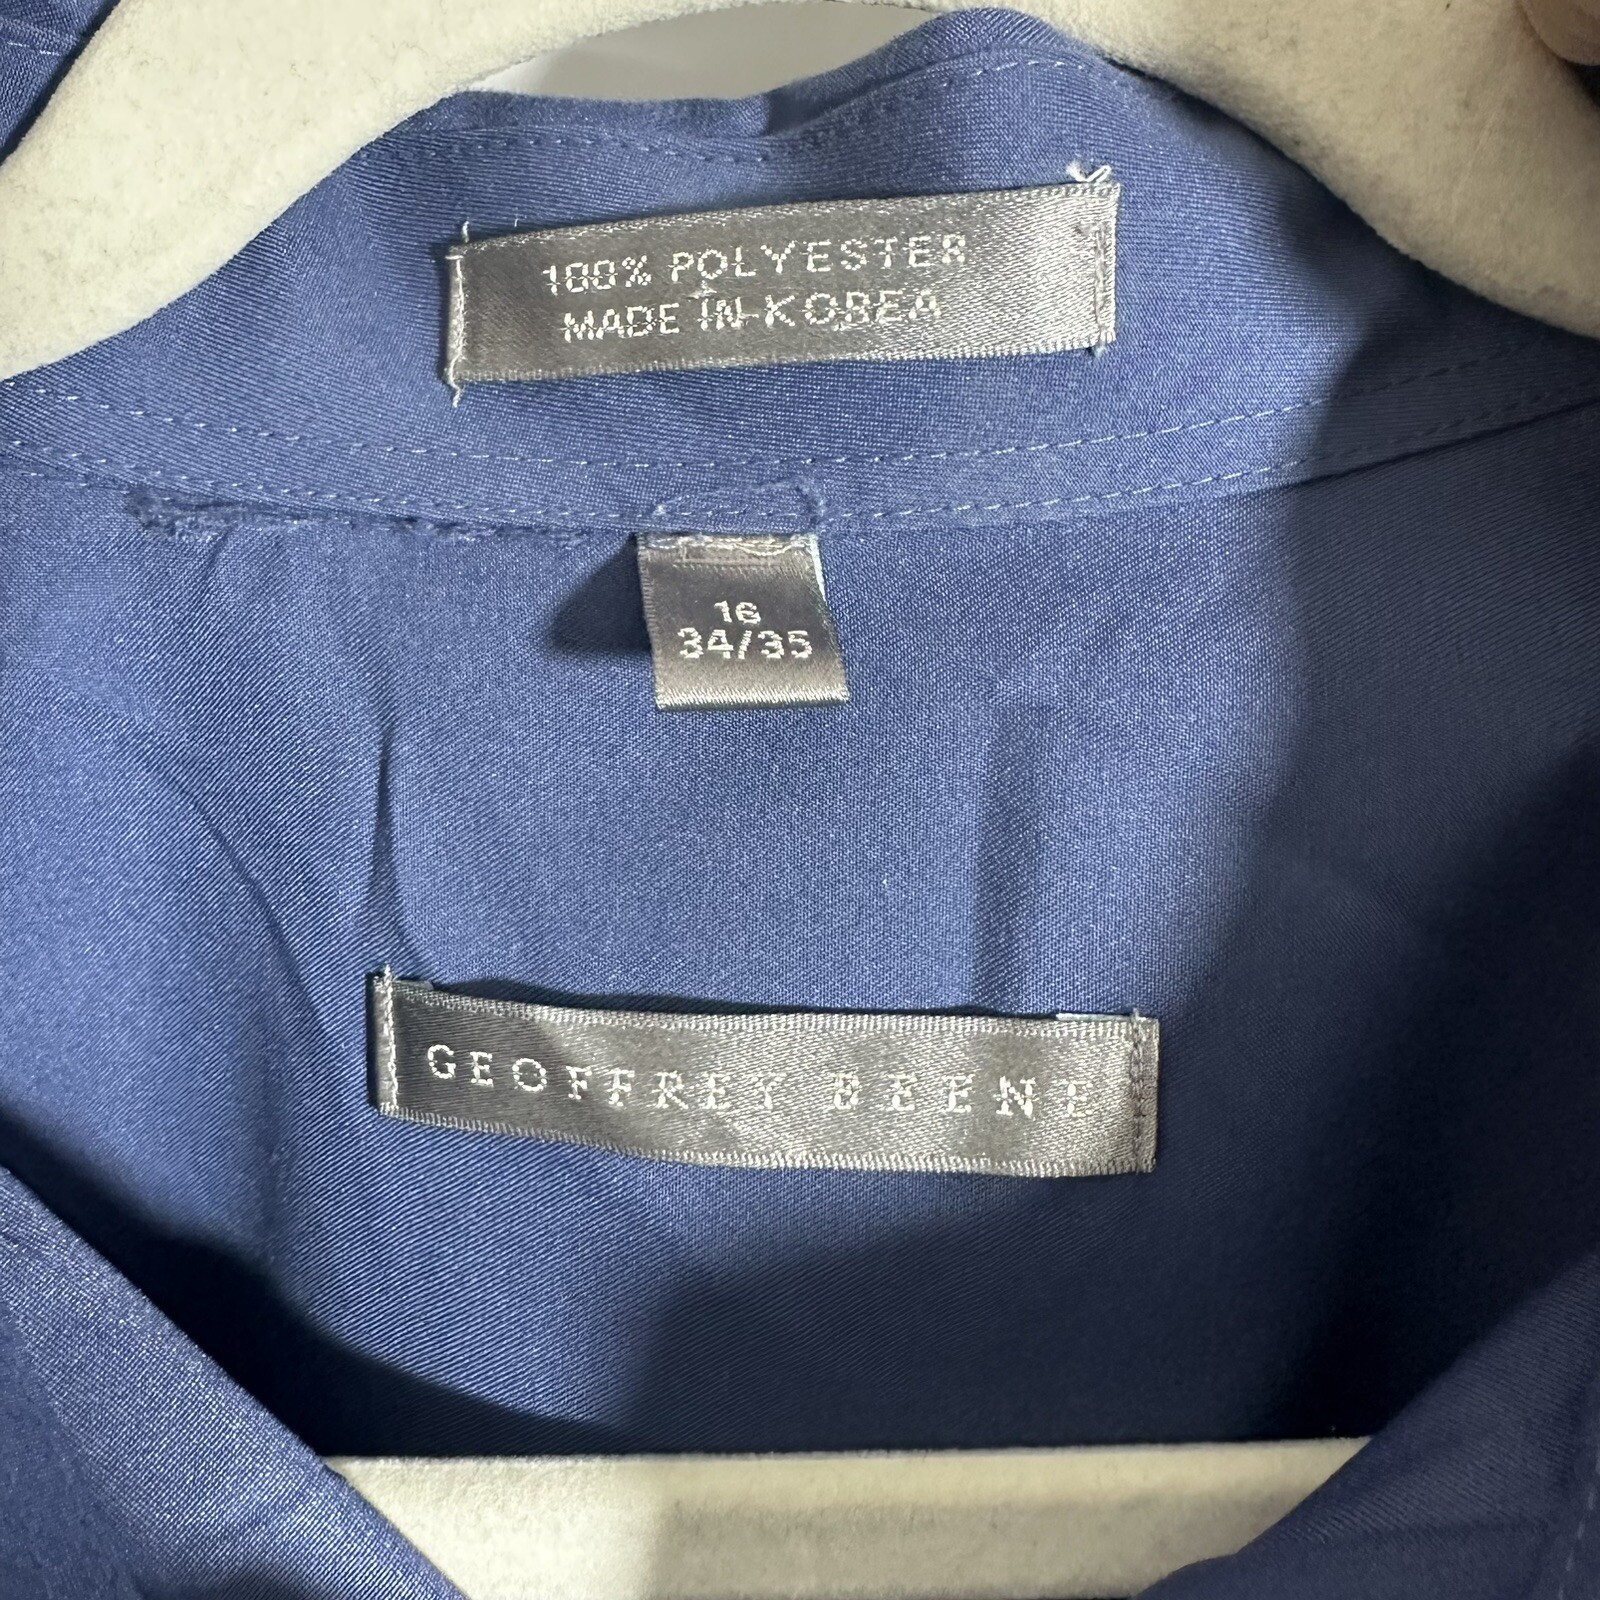 100% POLYESTER
MADE IN KOREA
16
34/35
GEOFFREY BEENE